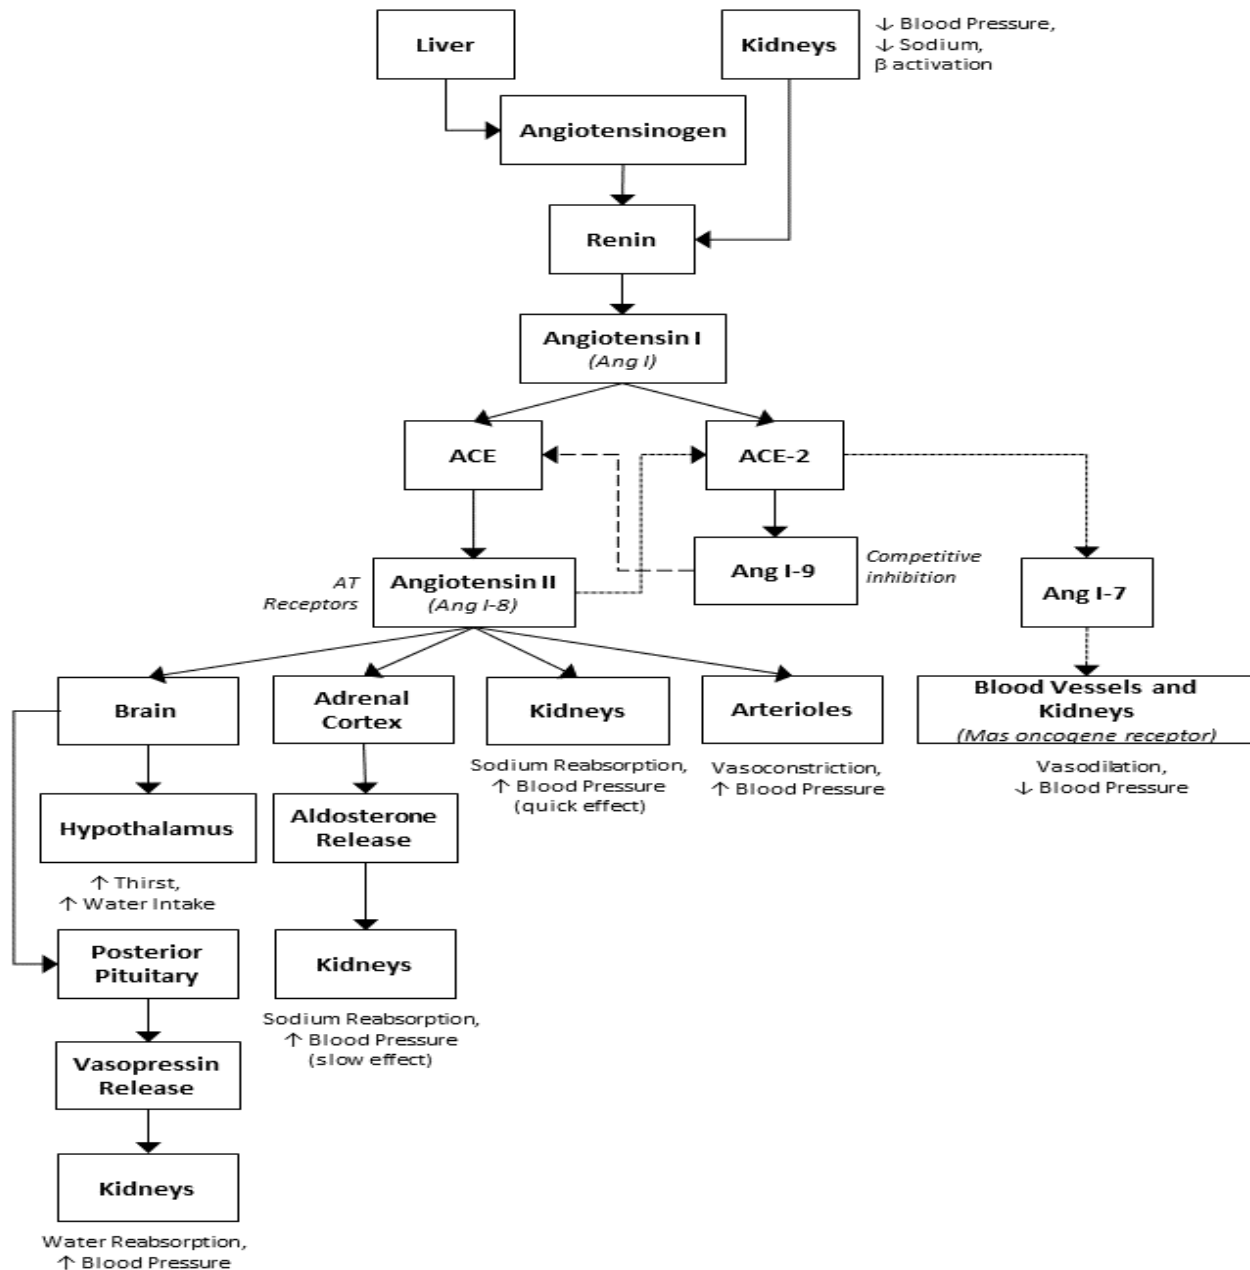 Liver
Kidneys
↓ Blood Pressure,
↓ Sodium,
β activation
Angiotensinogen
Renin
Angiotensin I
(Ang I)
ACE
ACE-2
AT
Receptors
Angiotensin II
(Ang I-8)
Ang I-9
Competitive
inhibition
Ang I-7
Brain
Adrenal
Cortex
Kidneys
Arterioles
Blood Vessels and
Kidneys
(Mas oncogene receptor)
Sodium Reabsorption,
↑ Blood Pressure
(quick effect)
Vasoconstriction,
↑ Blood Pressure
Vasodilation,
↓ Blood Pressure
Hypothalamus
↑ Thirst,
↑ Water Intake
Aldosterone
Release
Posterior
Pituitary
Kidneys
Sodium Reabsorption,
↑ Blood Pressure
(slow effect)
Vasopressin
Release
Kidneys
Water Reabsorption,
↑ Blood Pressure